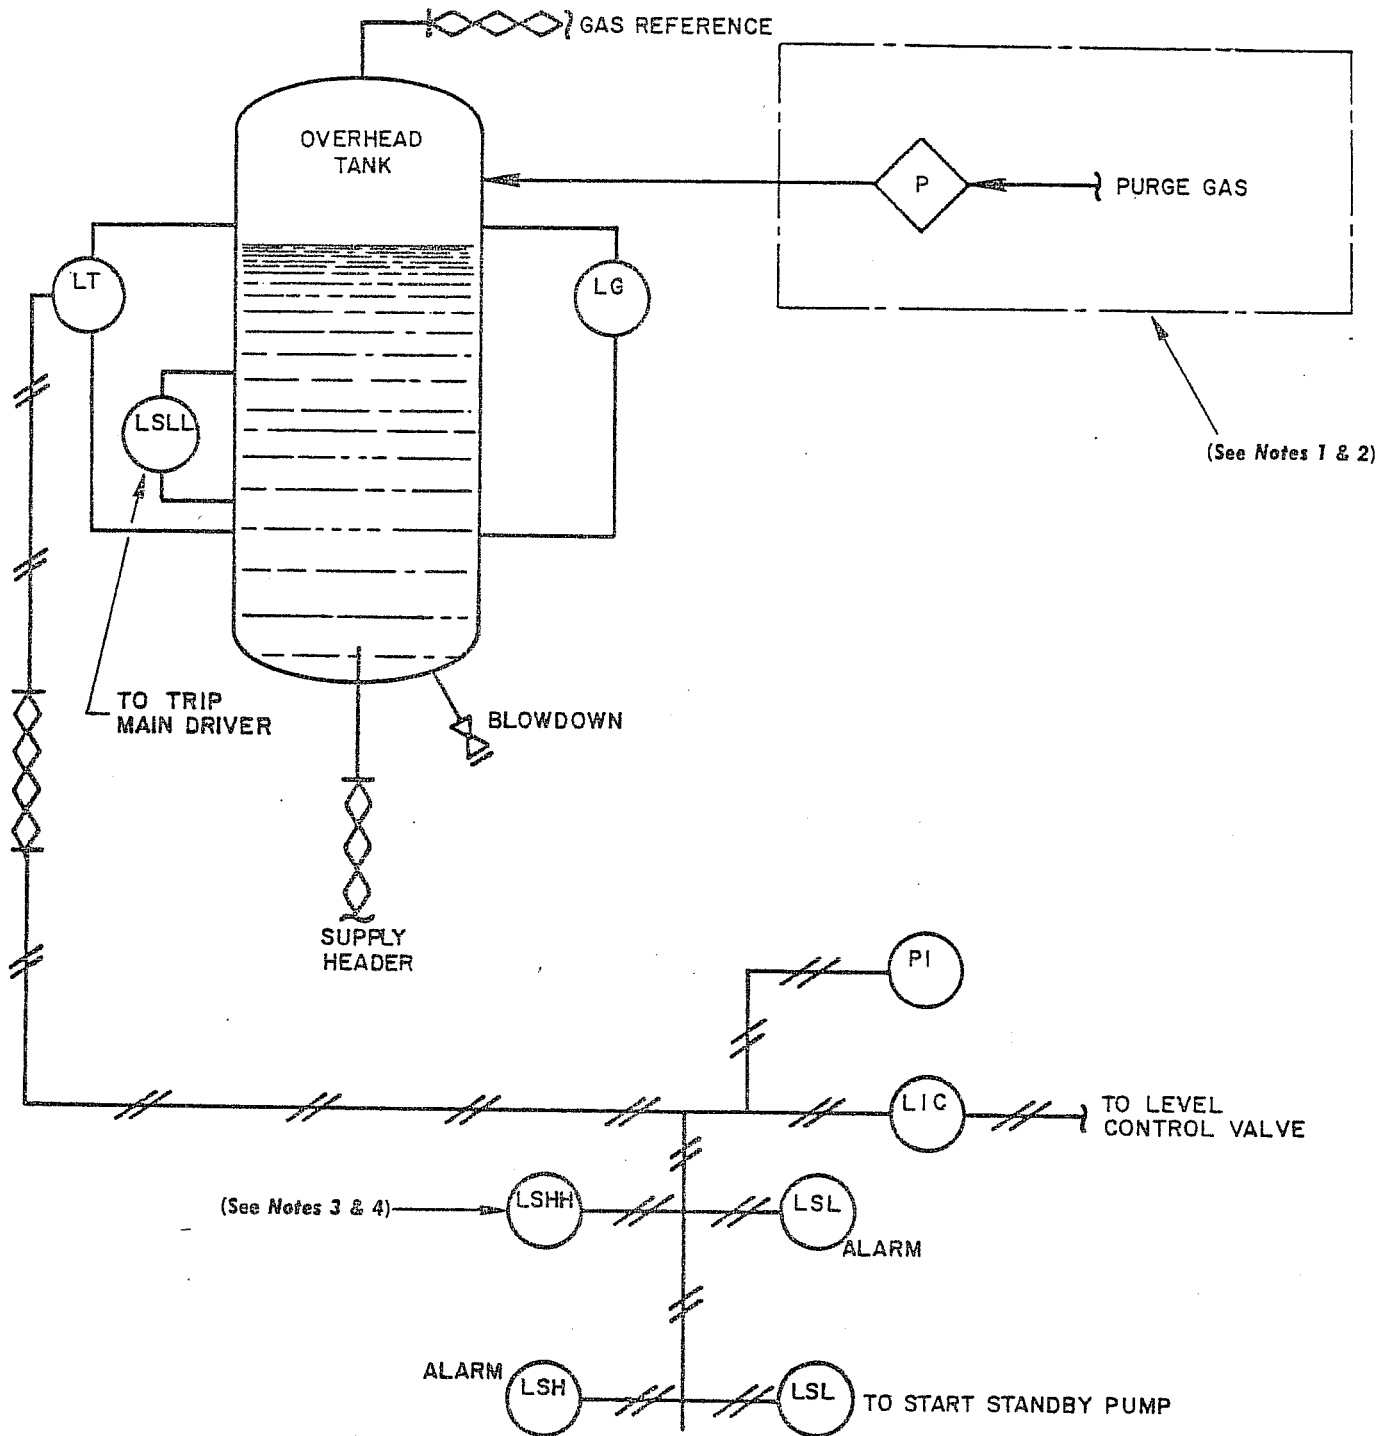 GAS REFERENCE
OVERHEAD
TANK
P
PURGE GAS
LT
LG
LSLL
(See Notes 1 & 2)
TO TRIP
MAIN DRIVER
BLOWDOWN
SUPPLY
HEADER
PI
LIC
TO LEVEL
CONTROL VALVE
(See Notes 3 & 4)
LSHH
LSL
ALARM
ALARM
LSH
LSL
TO START STANDBY PUMP